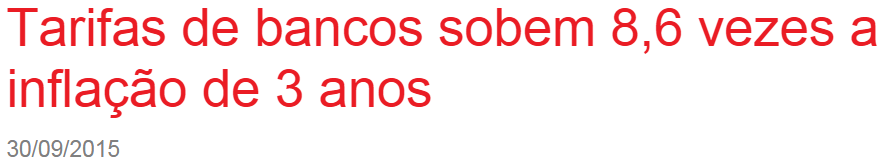 Tarifas de bancos sobem 8,6 vezes a
inflação de 3 anos
30/09/2015